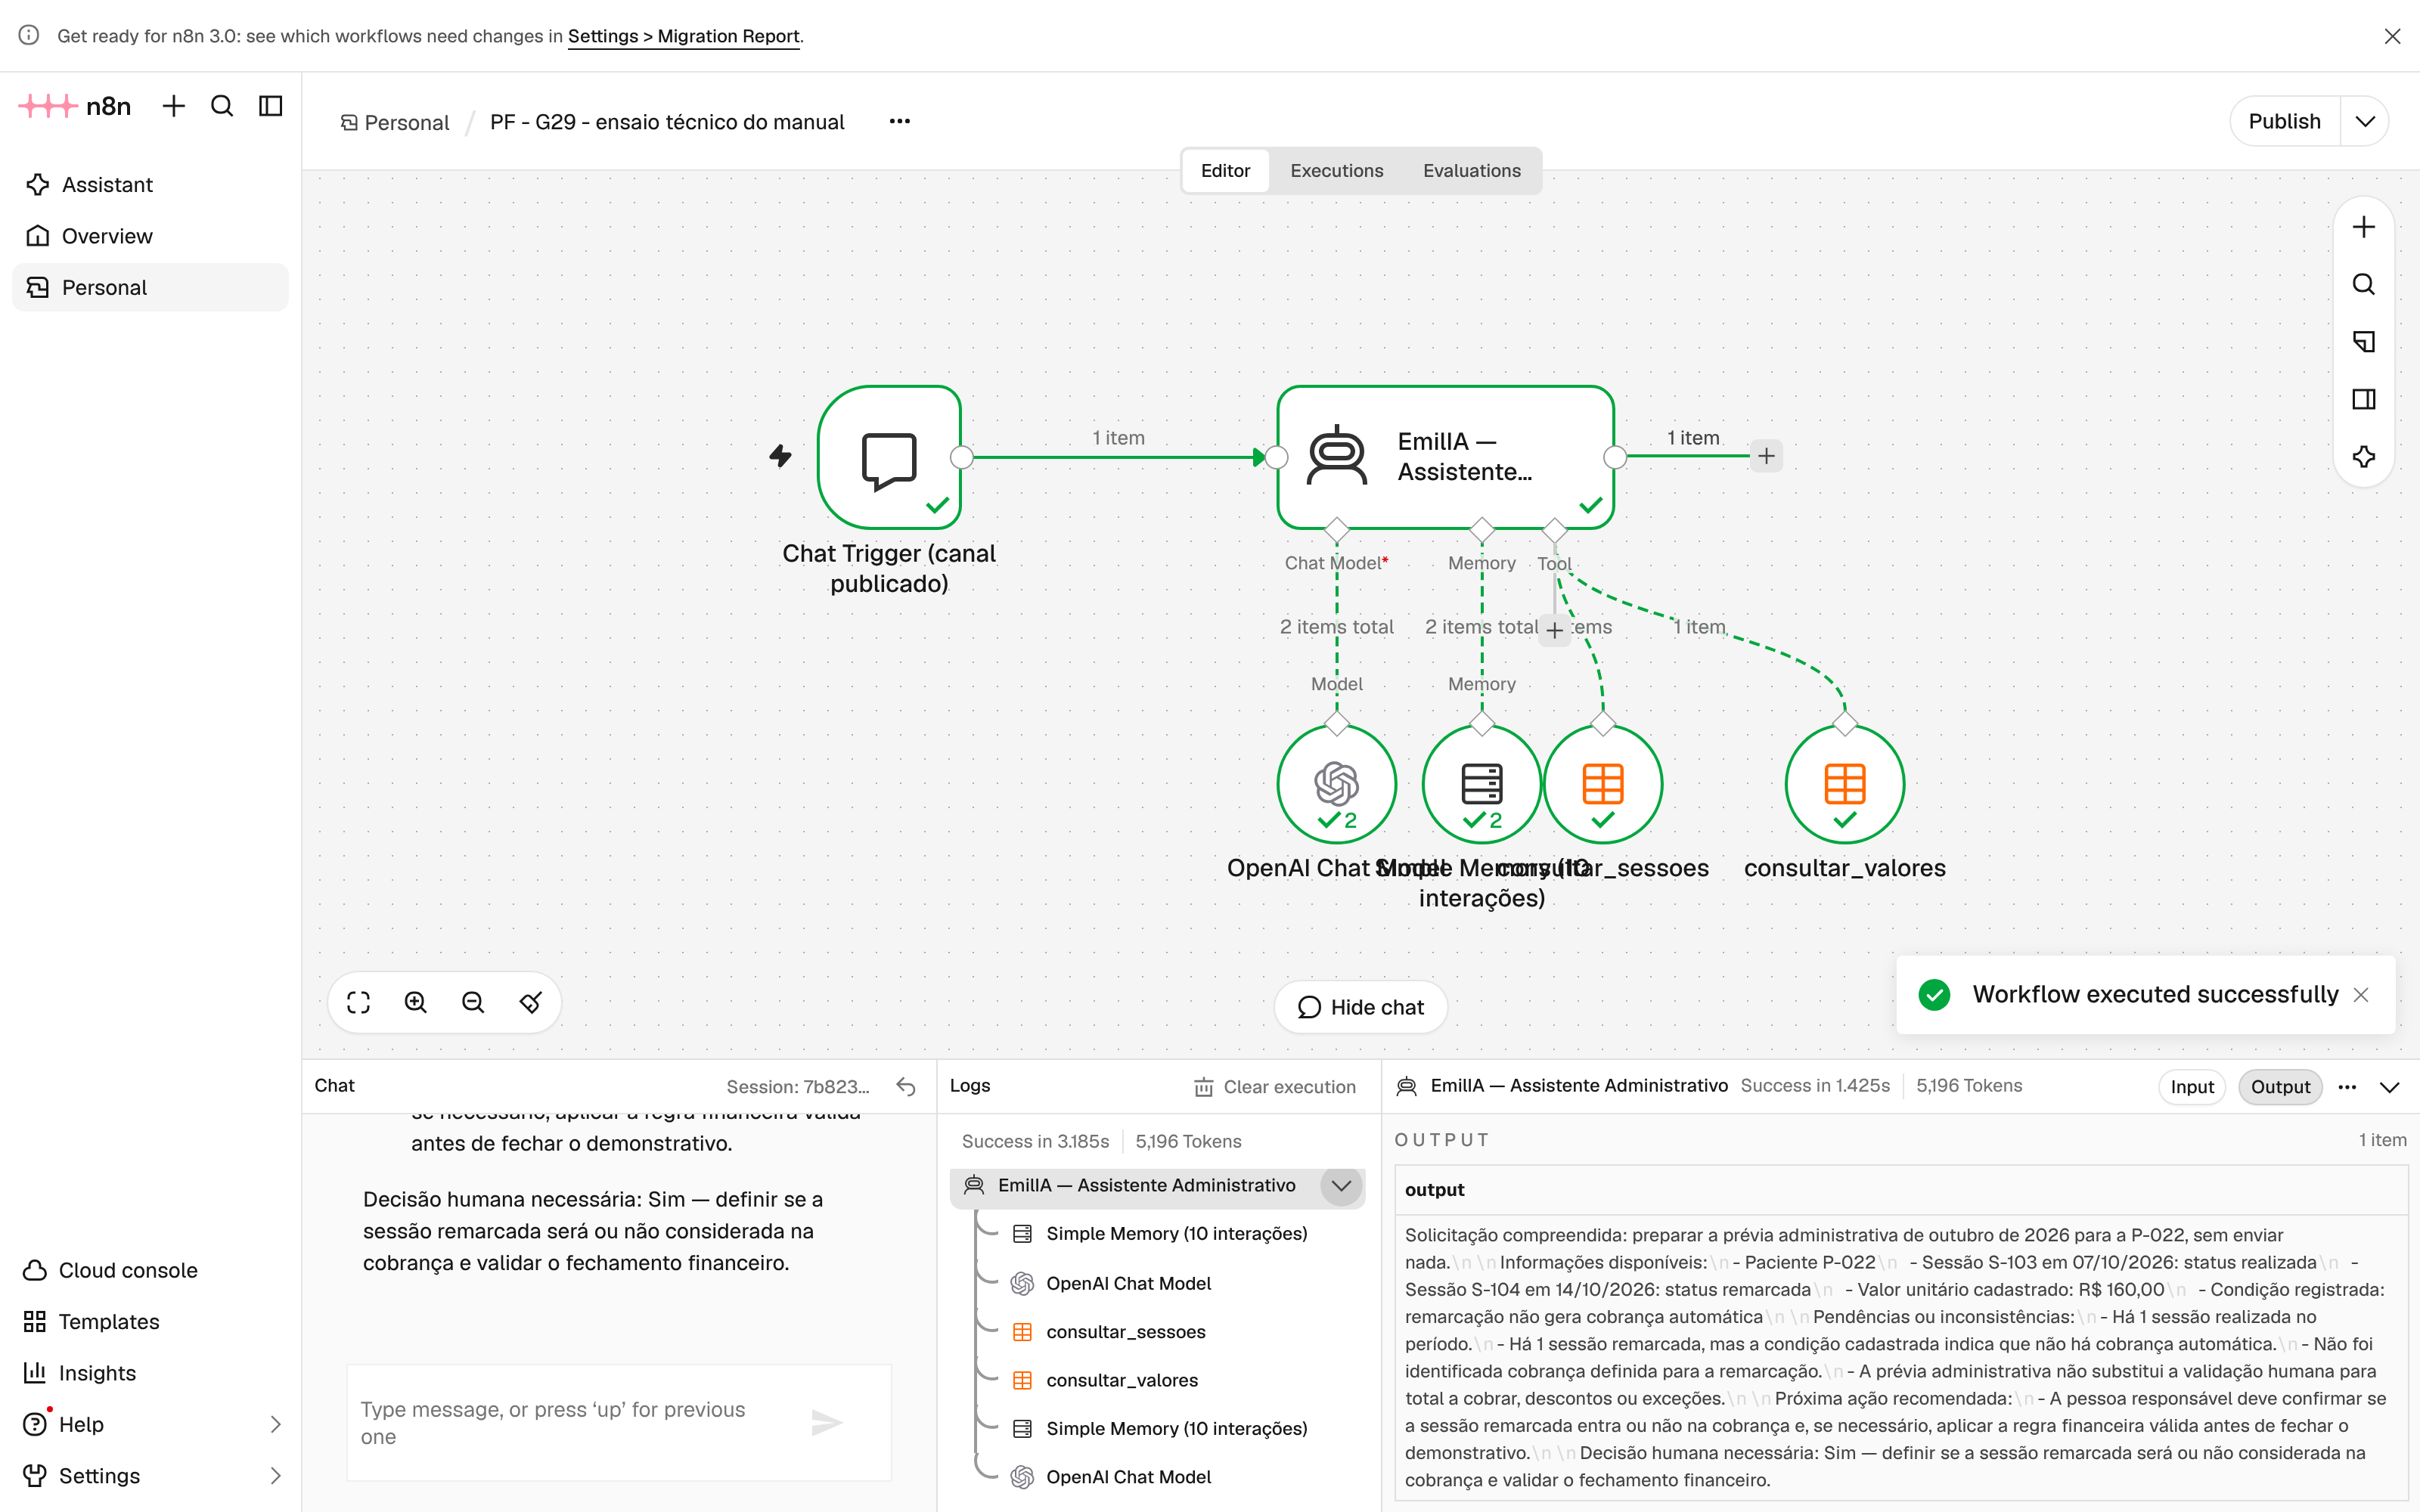 Get ready for n8n 3.0: see which workflows need changes in Settings > Migration Report.
n8n
Assistant
Overview
Personal
Cloud console
Templates
Insights
Help
Settings
Personal / PF - G29 - ensaio técnico do manual
Publish
Editor
Executions
Evaluations
Chat Trigger (canal
publicado)
1 item
EmilIA —
Assistente...
1 item
Chat Model*
Memory
Tool
2 items total
2 items total
1 item
Model
Memory
2
2
OpenAI Chat Model
Simple Memory (10
interações)
consultar_sessoes
consultar_valores
Hide chat
Workflow executed successfully
Chat
Session: 7b823...
se necessário, aplicar a regra financeira válida
antes de fechar o demonstrativo.
Decisão humana necessária: Sim — definir se a
sessão remarcada será ou não considerada na
cobrança e validar o fechamento financeiro.
Type message, or press ‘up’ for previous
one
Logs
Clear execution
Success in 3.185s
5,196 Tokens
EmilIA — Assistente Administrativo
Simple Memory (10 interações)
OpenAI Chat Model
consultar_sessoes
consultar_valores
Simple Memory (10 interações)
OpenAI Chat Model
EmilIA — Assistente Administrativo
Success in 1.425s
5,196 Tokens
Input
Output
OUTPUT
1 item
output
Solicitação compreendida: preparar a prévia administrativa de outubro de 2026 para a P-022, sem enviar
nada.\n \nInformações disponíveis:\n - Paciente P-022\n - Sessão S-103 em 07/10/2026: status realizada\n -
Sessão S-104 em 14/10/2026: status remarcada\n - Valor unitário cadastrado: R$ 160,00\n - Condição registrada:
remarcação não gera cobrança automática\n \nPendências ou inconsistências:\n - Há 1 sessão realizada no
período.\n - Há 1 sessão remarcada, mas a condição cadastrada indica que não há cobrança automática.\n - Não foi
identificada cobrança definida para a remarcação.\n - A prévia administrativa não substitui a validação humana para
total a cobrar, descontos ou exceções.\n \nPróxima ação recomendada:\n - A pessoa responsável deve confirmar se
a sessão remarcada entra ou não na cobrança e, se necessário, aplicar a regra financeira válida antes de fechar o
demonstrativo.\n \nDecisão humana necessária: Sim — definir se a sessão remarcada será ou não considerada na
cobrança e validar o fechamento financeiro.